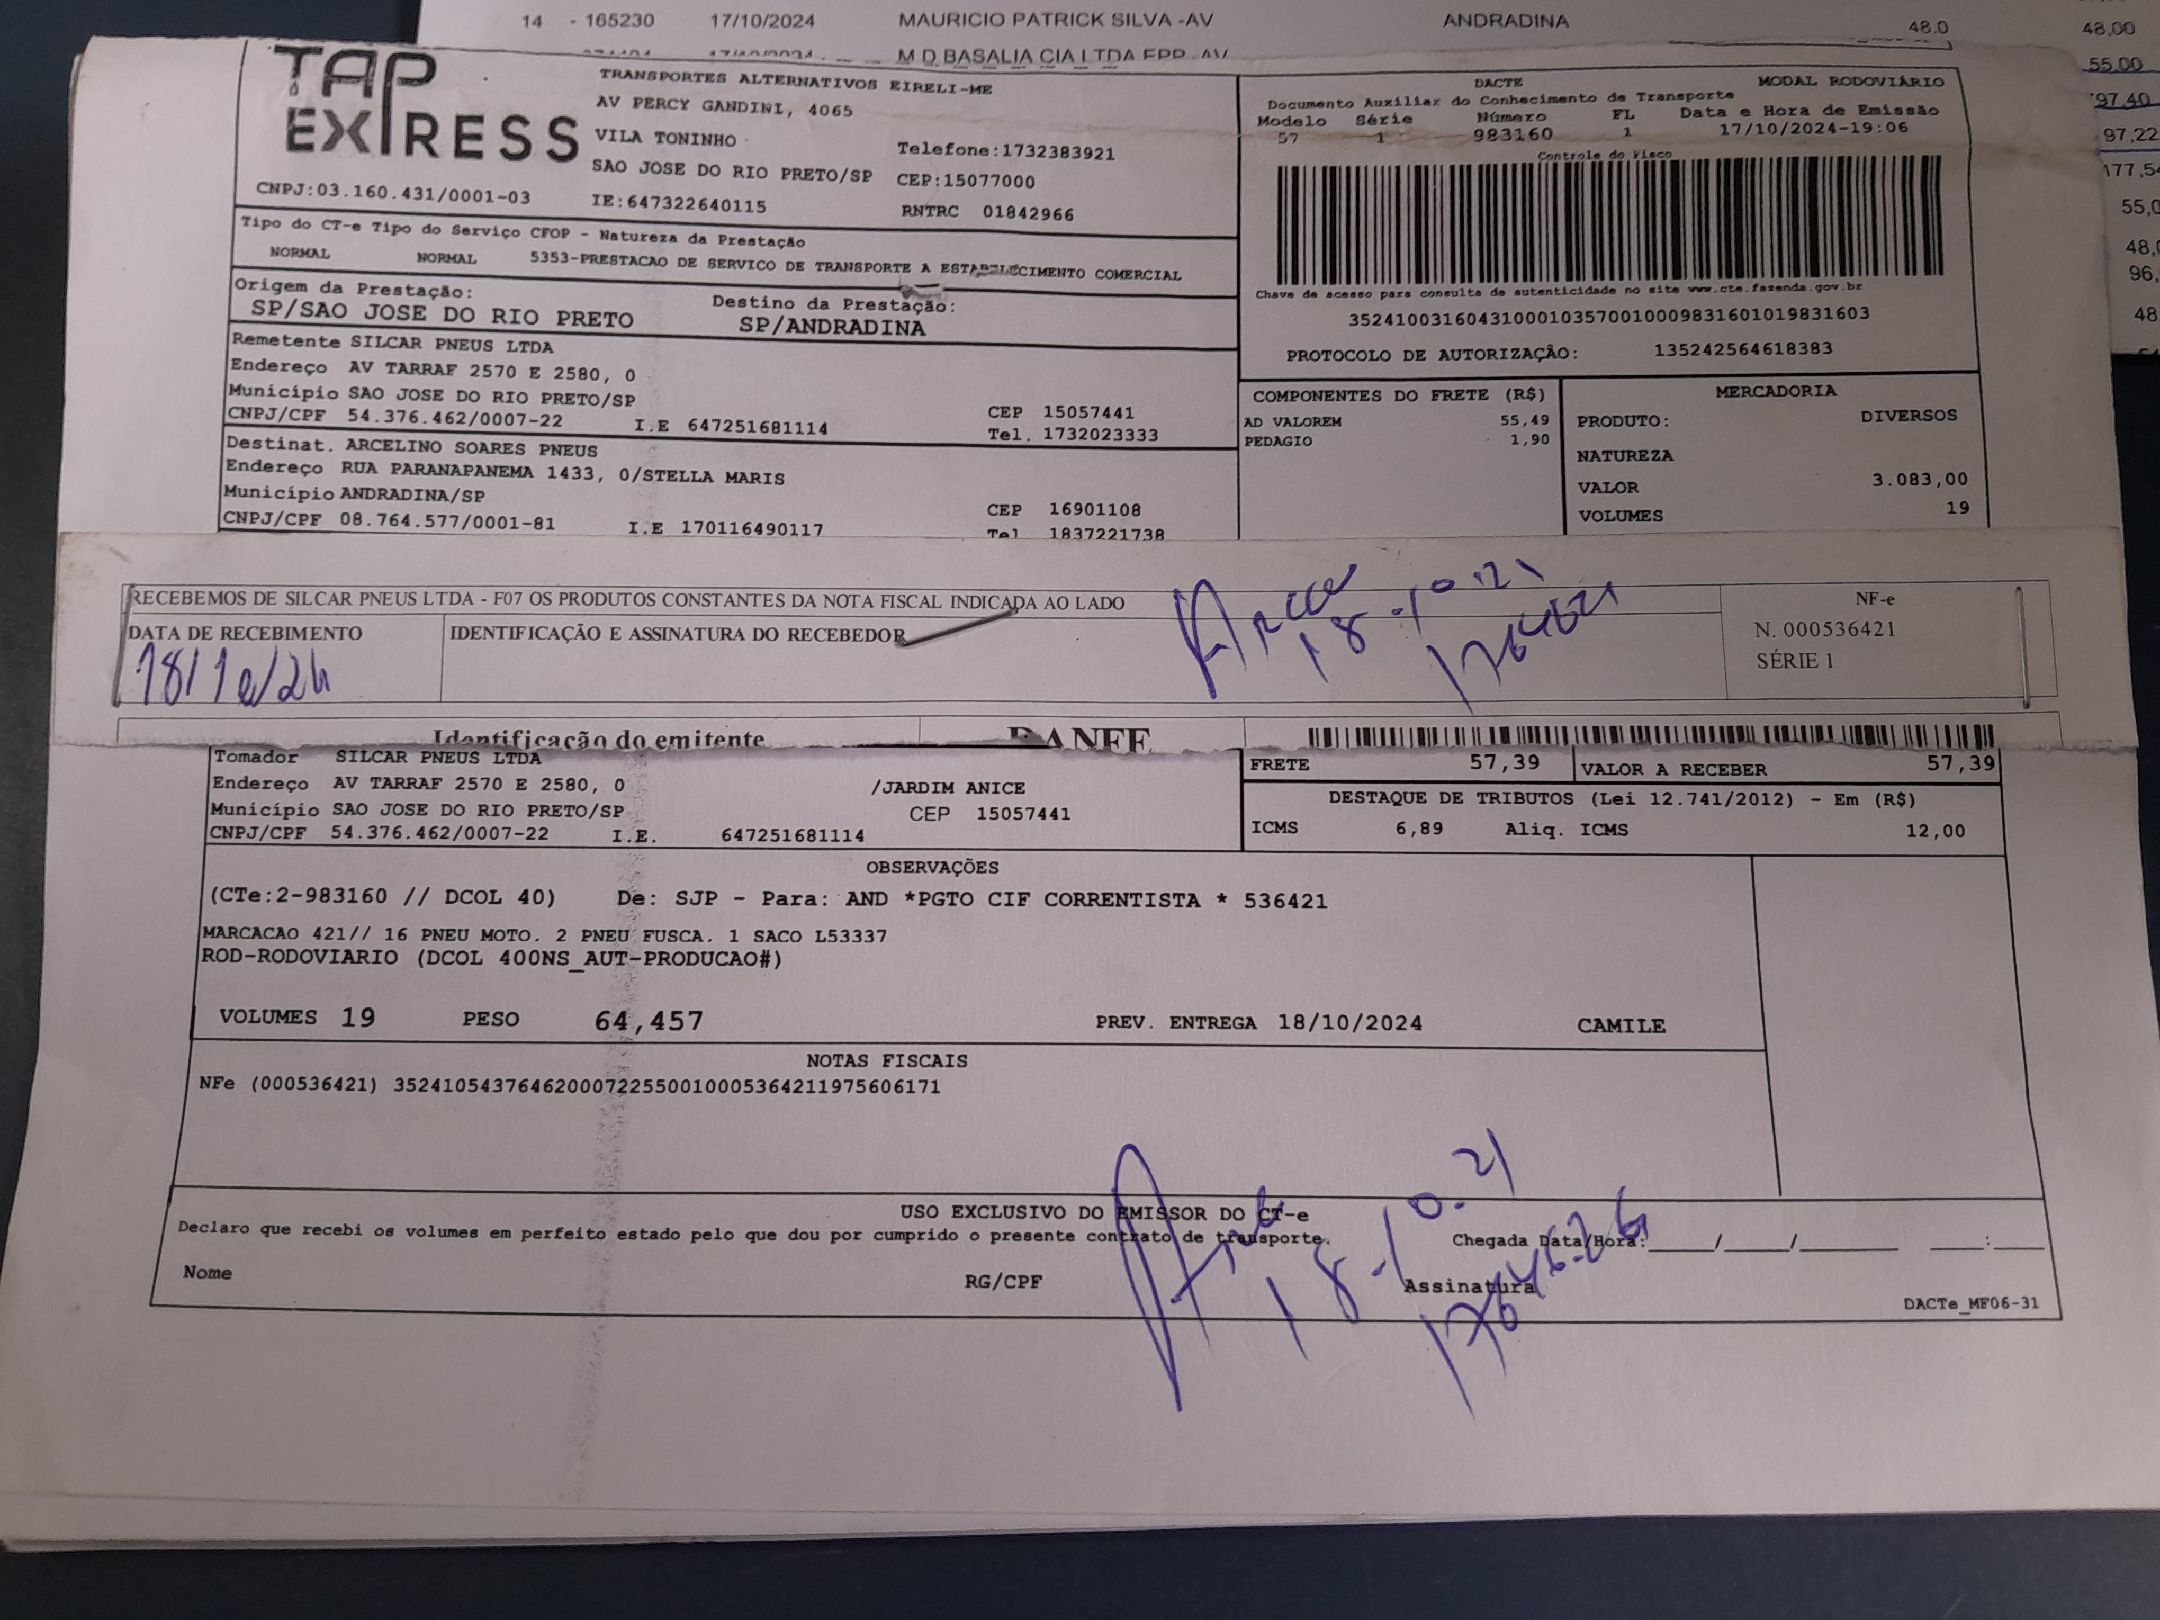 14 - 165230 17/10/2024 MAURICIO PATRICK SILVA -AV ANDRADINA 48.0 48,00
M D BASALIA CIA LTDA EPP - AV
55,00
97,22
TAP EXPRESS
TRANSPORTES ALTERNATIVOS EIRELI-ME
AV PERCY GANDINI, 4065
VILA TONINHO Telefone:1732383921
SAO JOSE DO RIO PRETO/SP CEP:15077000
CNPJ:03.160.431/0001-03 IE:647322640115 RNTRC 01842966
DACTE MODAL RODOVIÁRIO
Documento Auxiliar do Conhecimento de Transporte
Modelo Série Número FL Data e Hora de Emissão
57 1 983160 1 17/10/2024-19:06
Controle do Fisco
Chave de acesso para consulta de autenticidade no site www.cte.fazenda.gov.br
35241003160431000103570010009831601019831603
PROTOCOLO DE AUTORIZAÇÃO: 135242564618383
Tipo do CT-e Tipo do Serviço CFOP - Natureza da Prestação
NORMAL NORMAL 5353-PRESTACAO DE SERVICO DE TRANSPORTE A ESTABELECIMENTO COMERCIAL
Origem da Prestação: Destino da Prestação:
SP/SAO JOSE DO RIO PRETO SP/ANDRADINA
Remetente SILCAR PNEUS LTDA
Endereço AV TARRAF 2570 E 2580, 0
Município SAO JOSE DO RIO PRETO/SP CEP 15057441
CNPJ/CPF 54.376.462/0007-22 I.E 647251681114 Tel. 1732023333
Destinat. ARCELINO SOARES PNEUS
Endereço RUA PARANAPANEMA 1433, 0/STELLA MARIS
Município ANDRADINA/SP CEP 16901108
CNPJ/CPF 08.764.577/0001-81 I.E 170116490117 Tel 1837221738
COMPONENTES DO FRETE (R$)
AD VALOREM 55,49
PEDAGIO 1,90
MERCADORIA
PRODUTO: DIVERSOS
NATUREZA
VALOR 3.083,00
VOLUMES 19
RECEBEMOS DE SILCAR PNEUS LTDA - F07 OS PRODUTOS CONSTANTES DA NOTA FISCAL INDICADA AO LADO
DATA DE RECEBIMENTO IDENTIFICAÇÃO E ASSINATURA DO RECEBEDOR
18/10/24
NF-e
N. 000536421
SÉRIE 1
Identificação do emitente DANFE
Tomador SILCAR PNEUS LTDA
Endereço AV TARRAF 2570 E 2580, 0 /JARDIM ANICE
Município SAO JOSE DO RIO PRETO/SP CEP 15057441
CNPJ/CPF 54.376.462/0007-22 I.E. 647251681114
FRETE 57,39 VALOR A RECEBER 57,39
DESTAQUE DE TRIBUTOS (Lei 12.741/2012) - Em (R$)
ICMS 6,89 Aliq. ICMS 12,00
OBSERVAÇÕES
(CTe:2-983160 // DCOL 40) De: SJP - Para: AND *PGTO CIF CORRENTISTA * 536421
MARCACAO 421// 16 PNEU MOTO. 2 PNEU FUSCA. 1 SACO L53337
ROD-RODOVIARIO (DCOL 400NS_AUT-PRODUCAO#)
VOLUMES 19 PESO 64,457 PREV. ENTREGA 18/10/2024 CAMILE
NOTAS FISCAIS
NFe (000536421) 35241054376462000722550010005364211975606171
USO EXCLUSIVO DO EMISSOR DO CT-e
Declaro que recebi os volumes em perfeito estado pelo que dou por cumprido o presente contrato de transporte. Chegada Data/Hora:____/____/______ ___:___
Nome RG/CPF Assinatura
DACTe_MF06-31